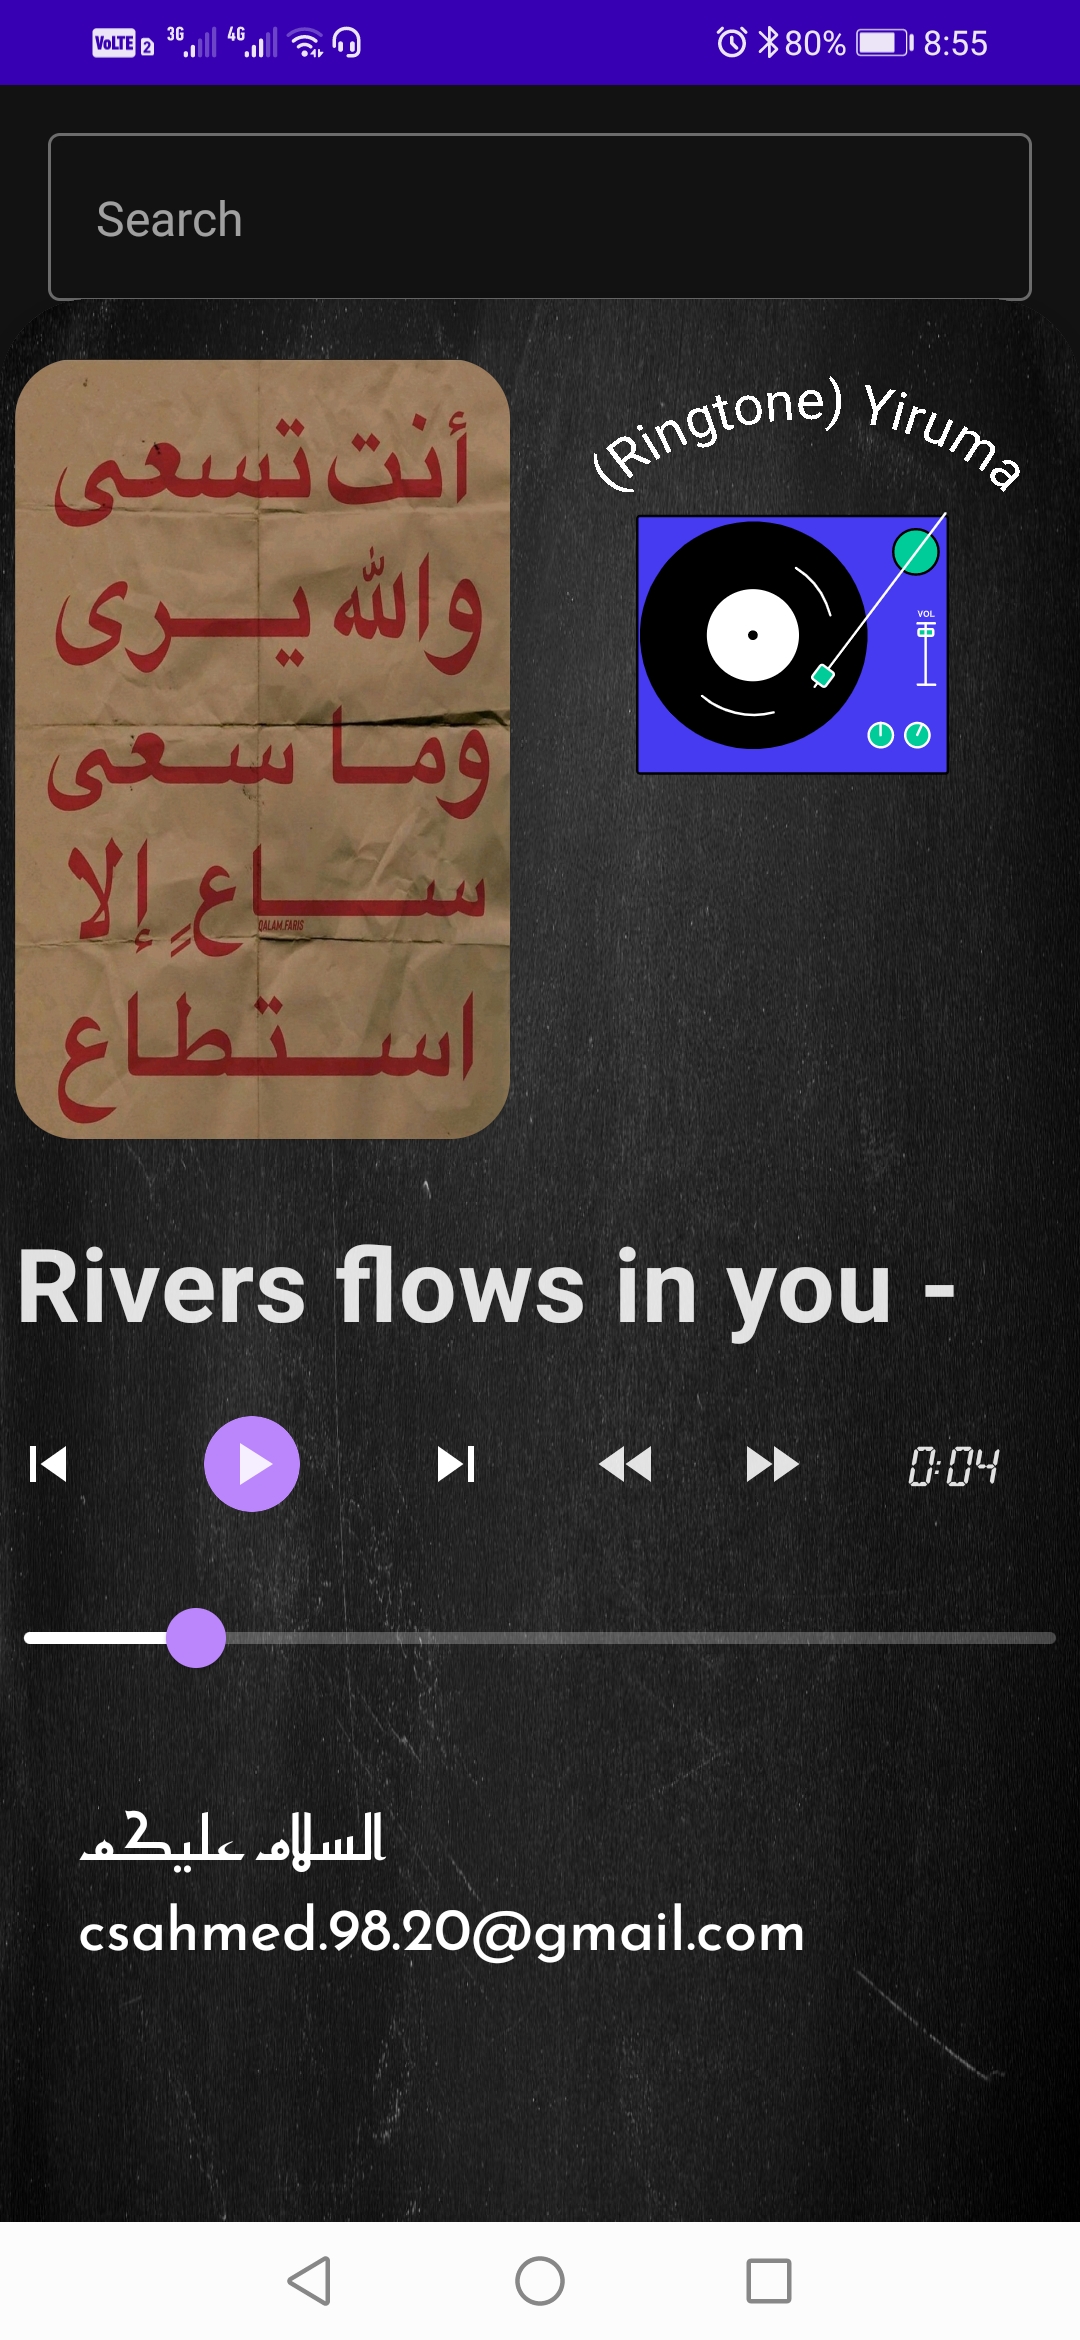 VoLTE 2 3G 4G 80% 8:55
Search
أنت تسعى
والله يرى
وما سعى
ساعٍ إلا
QALAM.FARIS
استطاع
(Ringtone) Yiruma
VOL
Rivers flows in you -
0:04
السلام عليكم
csahmed.98.20@gmail.com